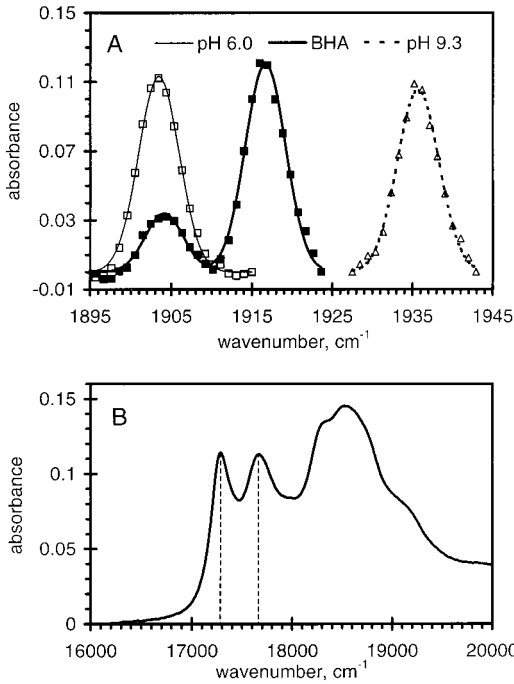 0.15
A
pH 6.0
BHA
pH 9.3
0.11
0.07
0.03
-0.01
absorbance
1895
1905
1915
1925
1935
1945
wavenumber, cm⁻¹
0.15
B
0.1
0.05
0
absorbance
16000
17000
18000
19000
20000
wavenumber, cm⁻¹